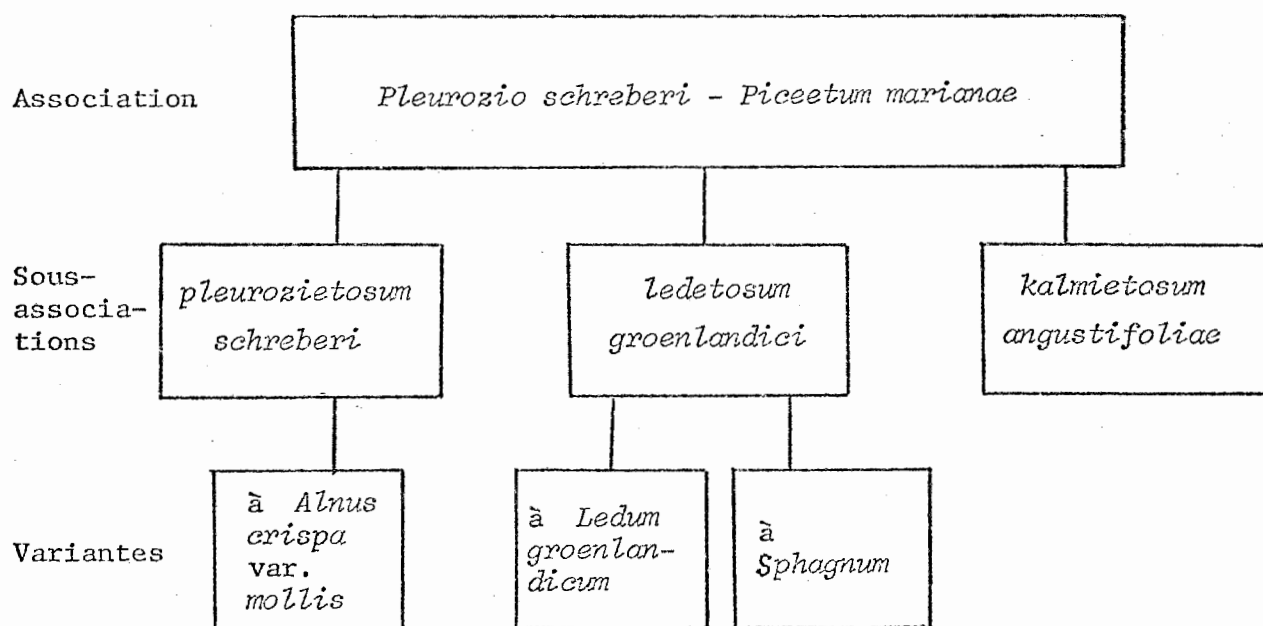 Association
Pleurozio schreberi - Piceetum marianae
Sous-
associa-
tions
pleurozietosum
schreberi
ledetosum
groenlandici
kalmietosum
angustifoliae
Variantes
à Alnus
crispa
var.
mollis
à Ledum
groenlan-
dicum
à
Sphagnum